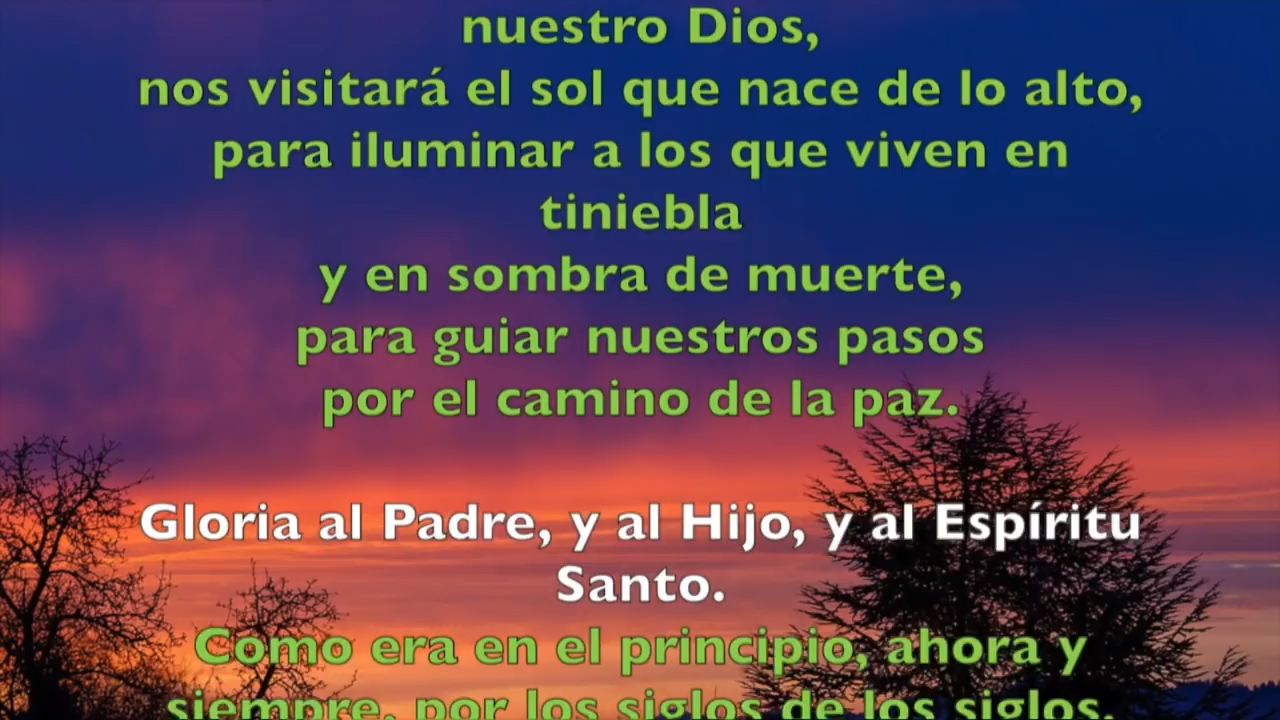 nuestro Dios,
nos visitará el sol que nace de lo alto,
para iluminar a los que viven en
tiniebla
y en sombra de muerte,
para guiar nuestros pasos
por el camino de la paz.
Gloria al Padre, y al Hijo, y al Espíritu
Santo.
Como era en el principio, ahora y
siempre, por los siglos de los siglos.